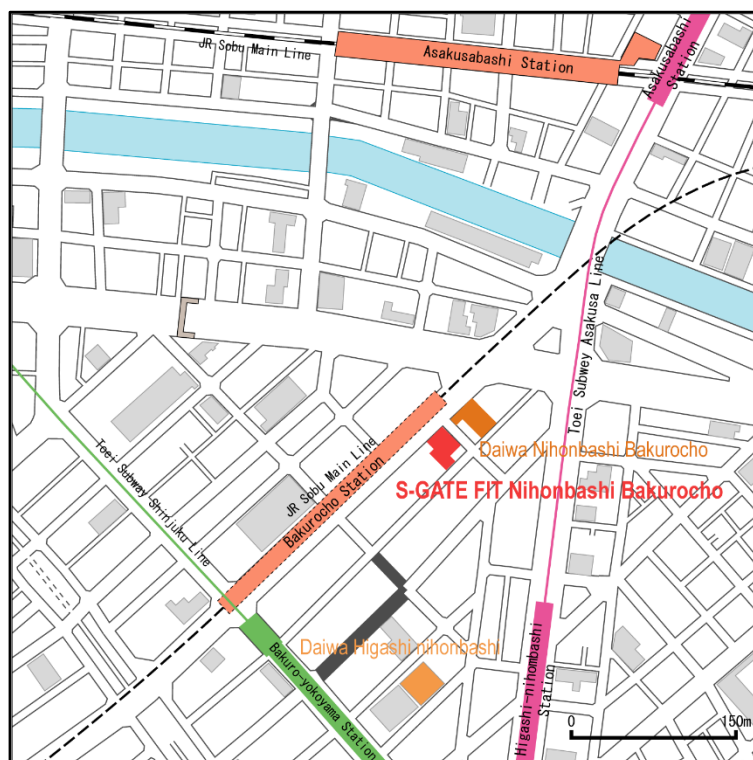 JR Sobu Main Line
Asakusabashi Station
Asakusabashi
Station
Toei Subwey Asakusa Line
Toei Subway Shinjuku Line
JR Sobu Main Line
Bakurocho Station
Daiwa Nihonbashi Bakurocho
S-GATE FIT Nihonbashi Bakurocho
Daiwa Higashi nihonbashi
Bakuro-yokoyama Station
Higashi-nihombashi
Station
0 150m